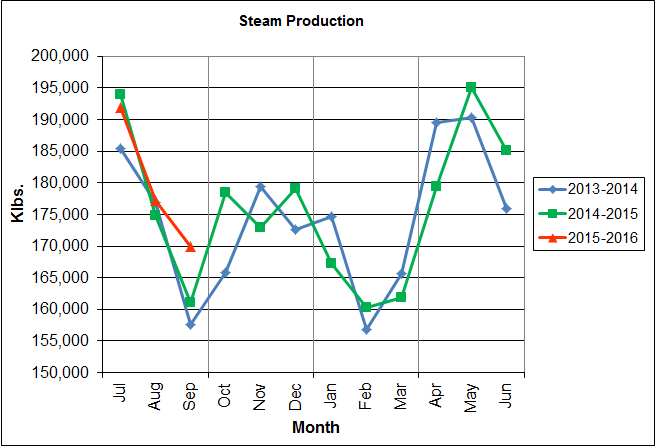 Steam Production
200,000
195,000
190,000
185,000
180,000
175,000
170,000
165,000
160,000
155,000
150,000
Klbs.
Jul
Aug
Sep
Oct
Nov
Dec
Jan
Feb
Mar
Apr
May
Jun
Month
2013-2014
2014-2015
2015-2016